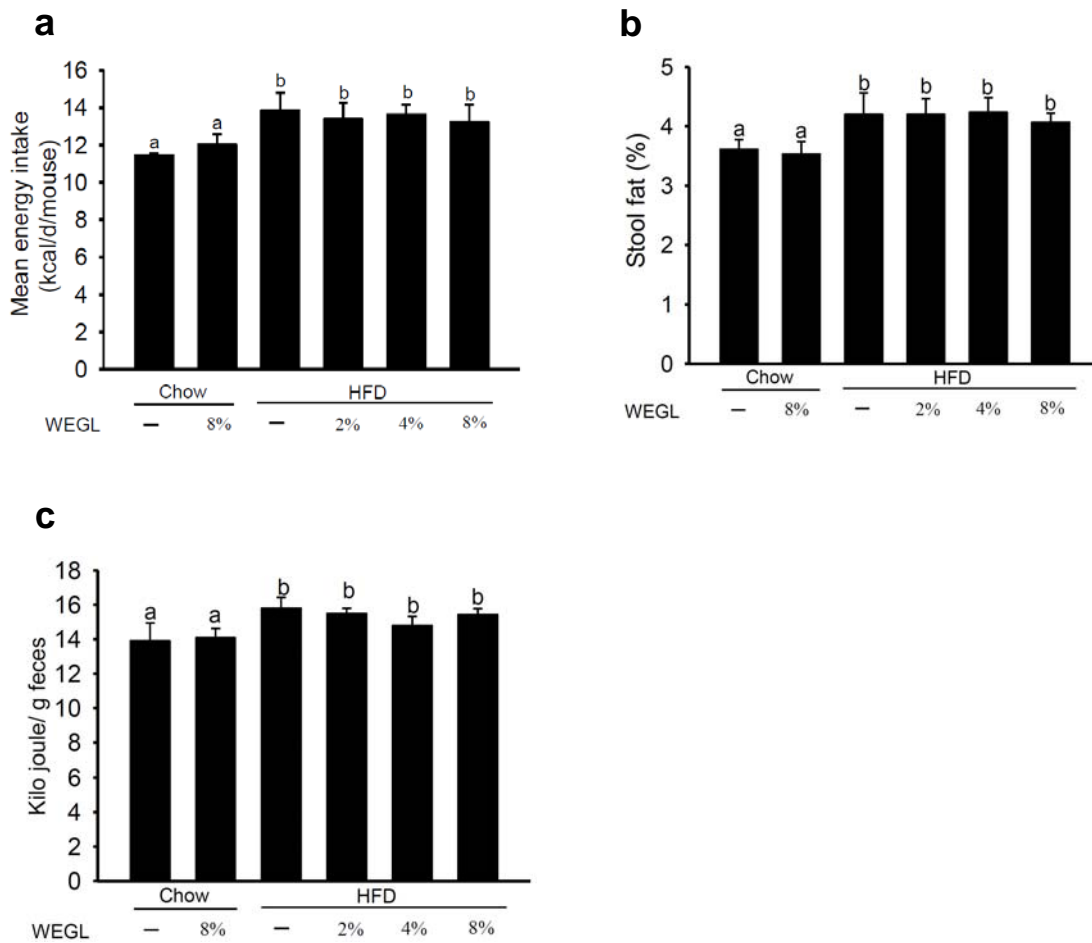 a
Mean energy intake
(kcal/d/mouse)
16
14
12
10
8
6
4
2
0
a
a
b
b
b
b
Chow
HFD
WEGL
–
8%
–
2%
4%
8%
b
Stool fat (%)
5
4
3
2
1
0
a
a
b
b
b
b
Chow
HFD
WEGL
–
8%
–
2%
4%
8%
c
Kilo joule/ g feces
18
16
14
12
10
8
6
4
2
0
a
a
b
b
b
b
Chow
HFD
WEGL
–
8%
–
2%
4%
8%